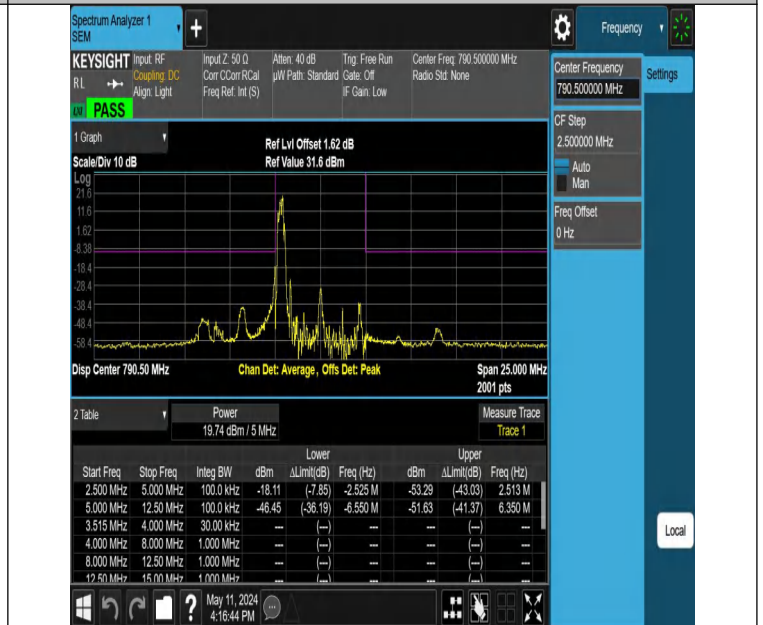 Spectrum Analyzer 1
SEM
+
Frequency
KEYSIGHT
Input: RF
Coupling: DC
Align: Light
Input Z: 50 Ω
Corr CCorr RCal
Freq Ref: Int (S)
Atten: 40 dB
µW Path: Standard
Trig: Free Run
Gate: Off
IF Gain: Low
Center Freq: 790.500000 MHz
Radio Std: None
RL
PASS
Center Frequency
790.500000 MHz
Settings
CF Step
2.500000 MHz
Auto
Man
Freq Offset
0 Hz
1 Graph
Scale/Div 10 dB
Ref Lvl Offset 1.62 dB
Ref Value 31.6 dBm
Log
21.6
11.6
1.62
-8.38
-18.4
-28.4
-38.4
-48.4
-58.4
Disp Center 790.50 MHz
Chan Det: Average, Offs Det: Peak
Span 25.000 MHz
2001 pts
2 Table
Power
19.74 dBm / 5 MHz
Measure Trace
Trace 1
Lower Upper
Start Freq Stop Freq Integ BW dBm ΔLimit(dB) Freq (Hz) dBm ΔLimit(dB) Freq (Hz)
2.500 MHz 5.000 MHz 100.0 kHz -18.11 (-7.85) -2.525 M -53.29 (-43.03) 2.513 M
5.000 MHz 12.50 MHz 100.0 kHz -46.45 (-36.19) -6.550 M -51.63 (-41.37) 6.350 M
3.515 MHz 4.000 MHz 30.00 kHz --- (---) --- --- (---) ---
4.000 MHz 8.000 MHz 1.000 MHz --- (---) --- --- (---) ---
8.000 MHz 12.50 MHz 1.000 MHz --- (---) --- --- (---) ---
12.50 MHz 15.00 MHz 1.000 MHz --- (---) --- --- (---) ---
Local
?
May 11, 2024
4:16:44 PM